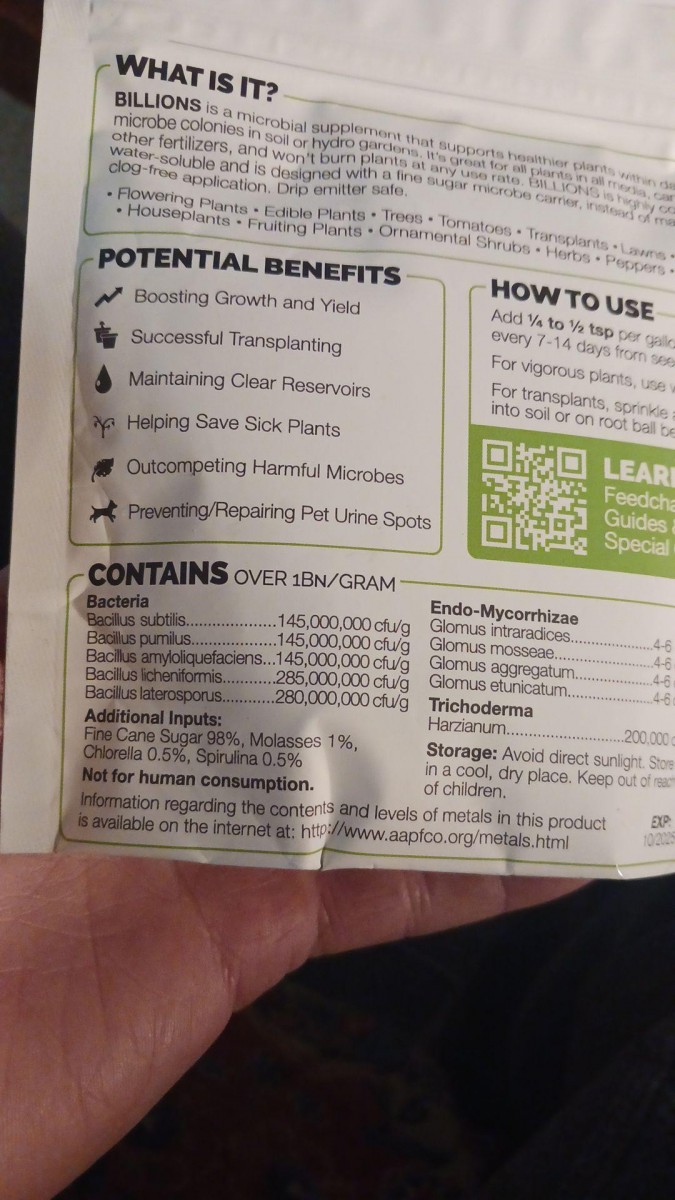 WHAT IS IT?
BILLIONS is a microbial supplement that supports healthier plants within
microbe colonies in soil or hydro gardens. It's great for all plants in all media, can
other fertilizers, and won't burn plants at any use rate. BILLIONS is highly
water-soluble and is designed with a fine sugar microbe carrier, instead of
clog-free application. Drip emitter safe.
• Flowering Plants • Edible Plants • Trees • Tomatoes • Transplants • Lawns •
• Houseplants • Fruiting Plants • Ornamental Shrubs • Herbs • Peppers •
POTENTIAL BENEFITS
Boosting Growth and Yield
Successful Transplanting
Maintaining Clear Reservoirs
Helping Save Sick Plants
Outcompeting Harmful Microbes
Preventing/Repairing Pet Urine Spots
HOW TO USE
Add ¼ to ½ tsp per
every 7-14 days from
For vigorous plants, use
For transplants, sprinkle
into soil or on root ball
Feedcha
Guides
Special
CONTAINS OVER 1BN/GRAM
Bacteria
Bacillus subtilis....................145,000,000 cfu/g
Bacillus pumilus...................145,000,000 cfu/g
Bacillus amyloliquefaciens...145,000,000 cfu/g
Bacillus licheniformis............285,000,000 cfu/g
Bacillus laterosporus............280,000,000 cfu/g
Additional Inputs:
Fine Cane Sugar 98%, Molasses 1%,
Chlorella 0.5%, Spirulina 0.5%
Not for human consumption.
Endo-Mycorrhizae
Glomus intraradices..................4-6
Glomus mosseae.....................4-6
Glomus aggregatum................4-6
Glomus etunicatum..................4-6
Trichoderma
Harzianum.........................200,000
Storage: Avoid direct sunlight. Store
in a cool, dry place. Keep out of reach
of children.
Information regarding the contents and levels of metals in this product
is available on the internet at: http://www.aapfco.org/metals.html
EXP:
10/2025